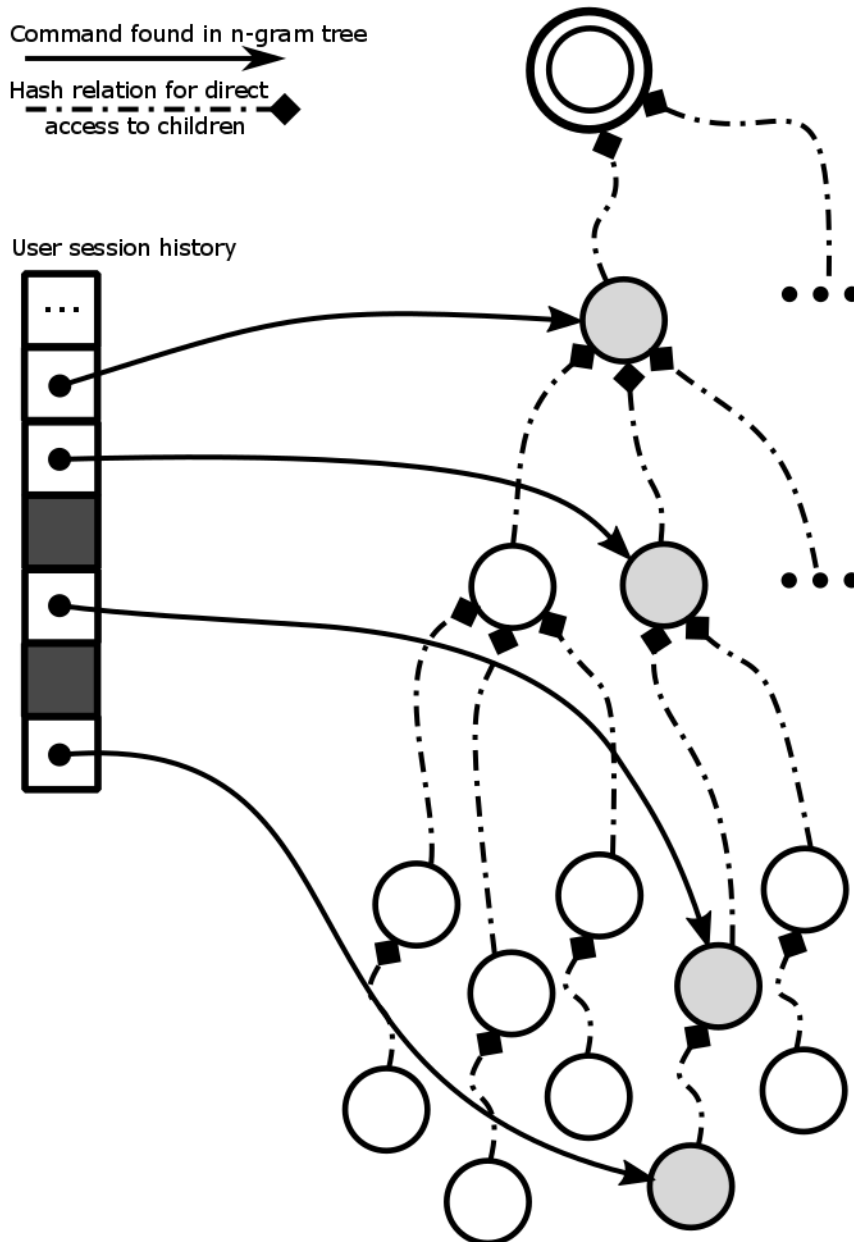 Command found in n-gram tree
Hash relation for direct
access to children
User session history
...